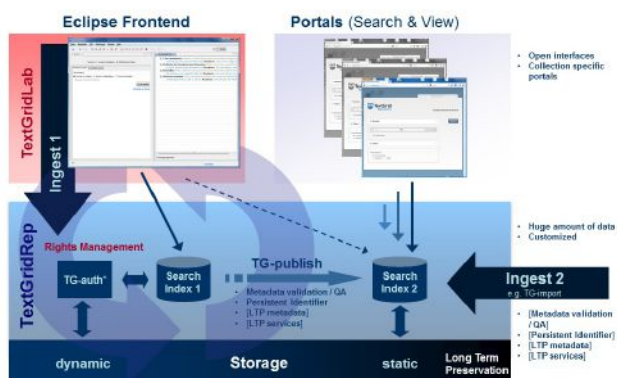 Eclipse Frontend
Portals (Search & View)
TextGridLab
Ingest 1
• Open interfaces
• Collection specific
portals
TextGrid
TextGridRep
Rights Management
TG-auth*
Search
Index 1
TG-publish
• Metadata validation / QA
• Persistent Identifier
• [LTP metadata]
• [LTP services]
Search
Index 2
• Huge amount of data
• Customized
Ingest 2
e.g. TG-import
• [Metadata validation
/ QA]
• [Persistent Identifier]
• [LTP metadata]
• [LTP services]
dynamic
Storage
static
Long Term
Preservation